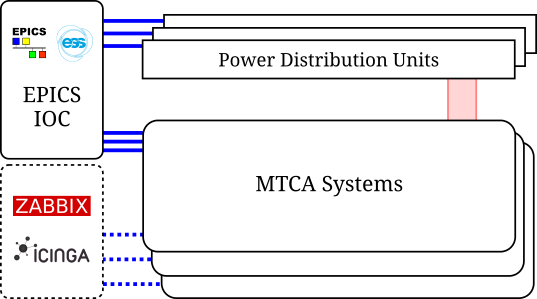 EPICS
ess
EPICS
IOC
Power Distribution Units
MTCA Systems
ZABBIX
iCINGA